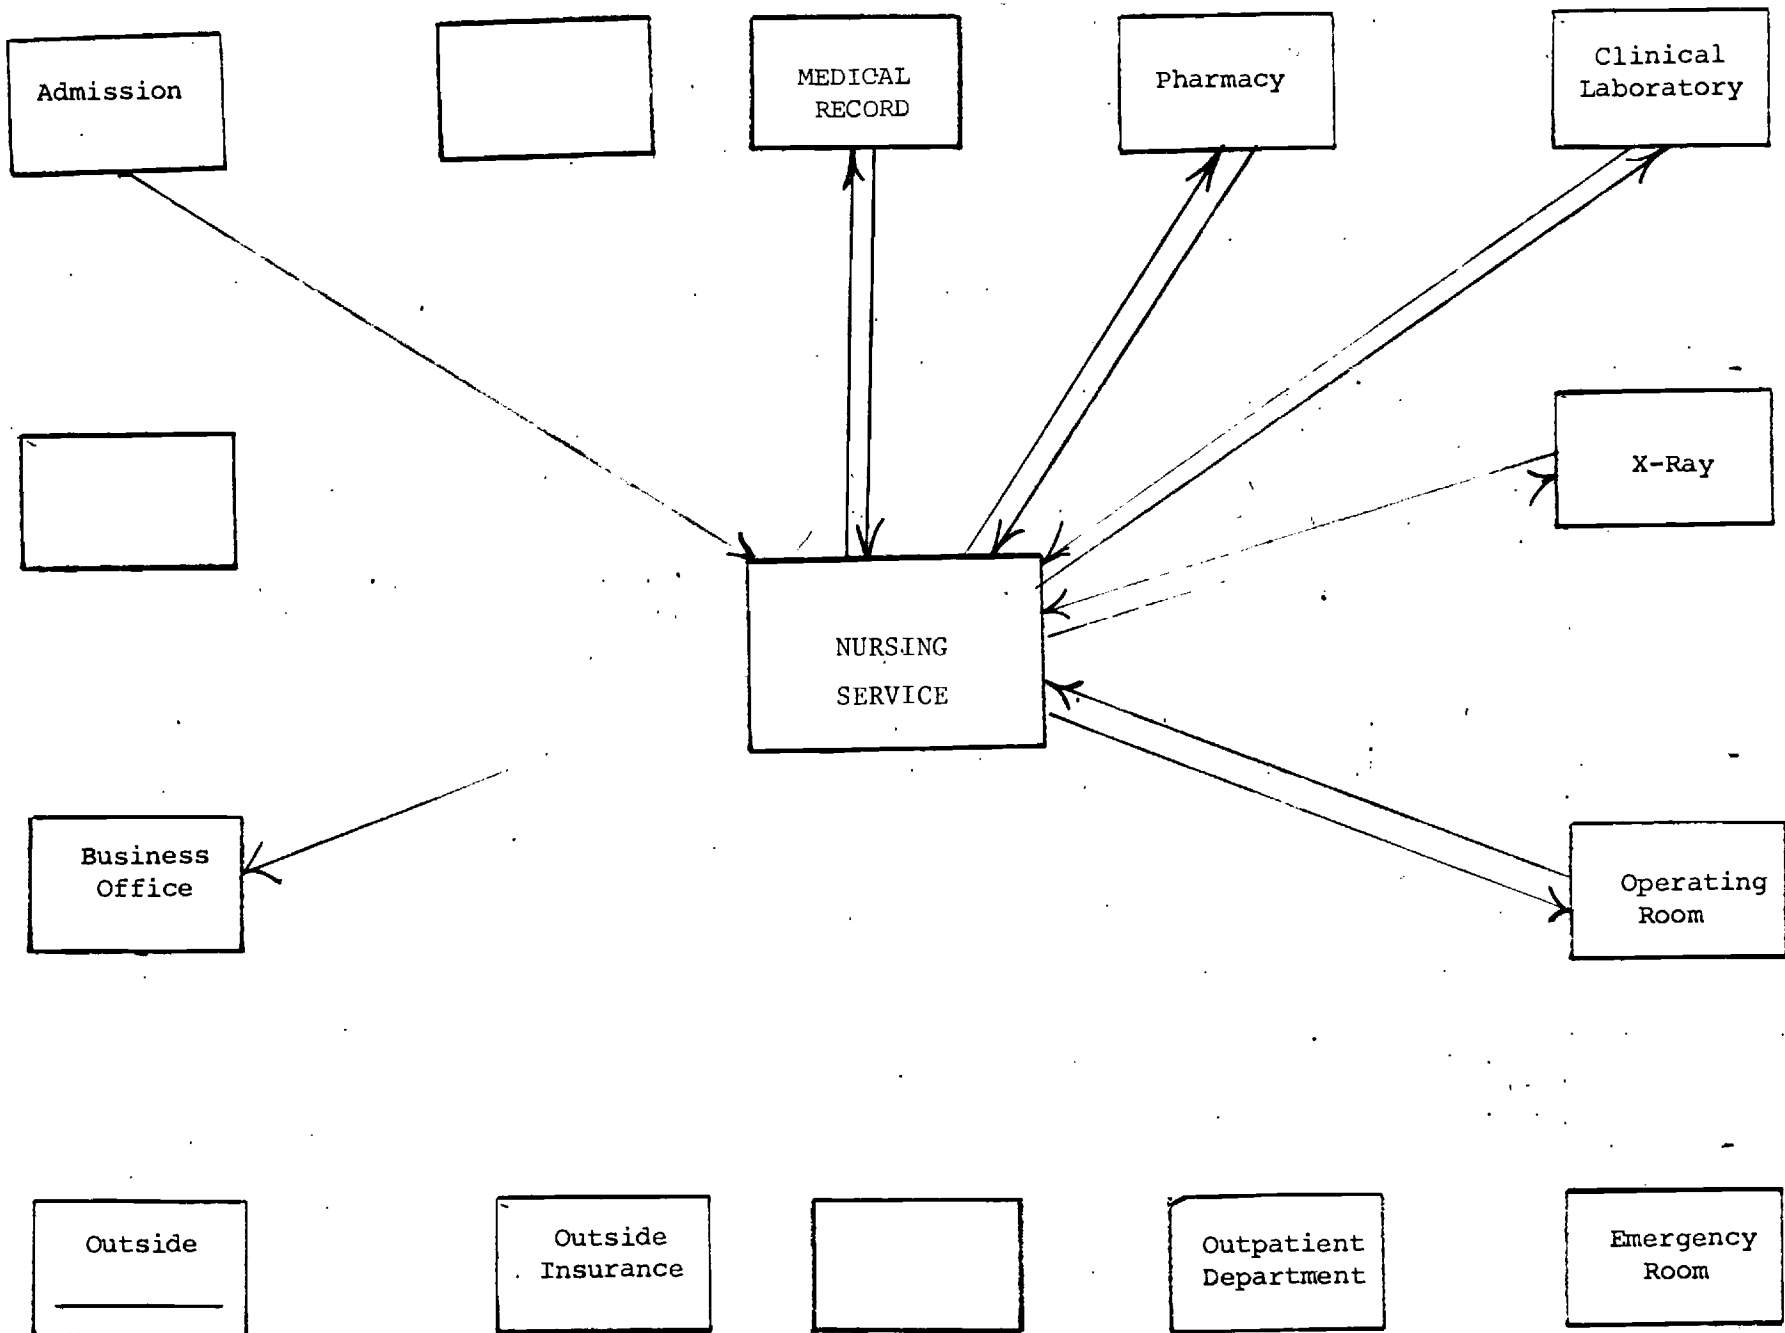 Admission
MEDICAL
RECORD
Pharmacy
Clinical
Laboratory
X-Ray
NURSING
SERVICE
Business
Office
Operating
Room
Outside
Outside
Insurance
Outpatient
Department
Emergency
Room